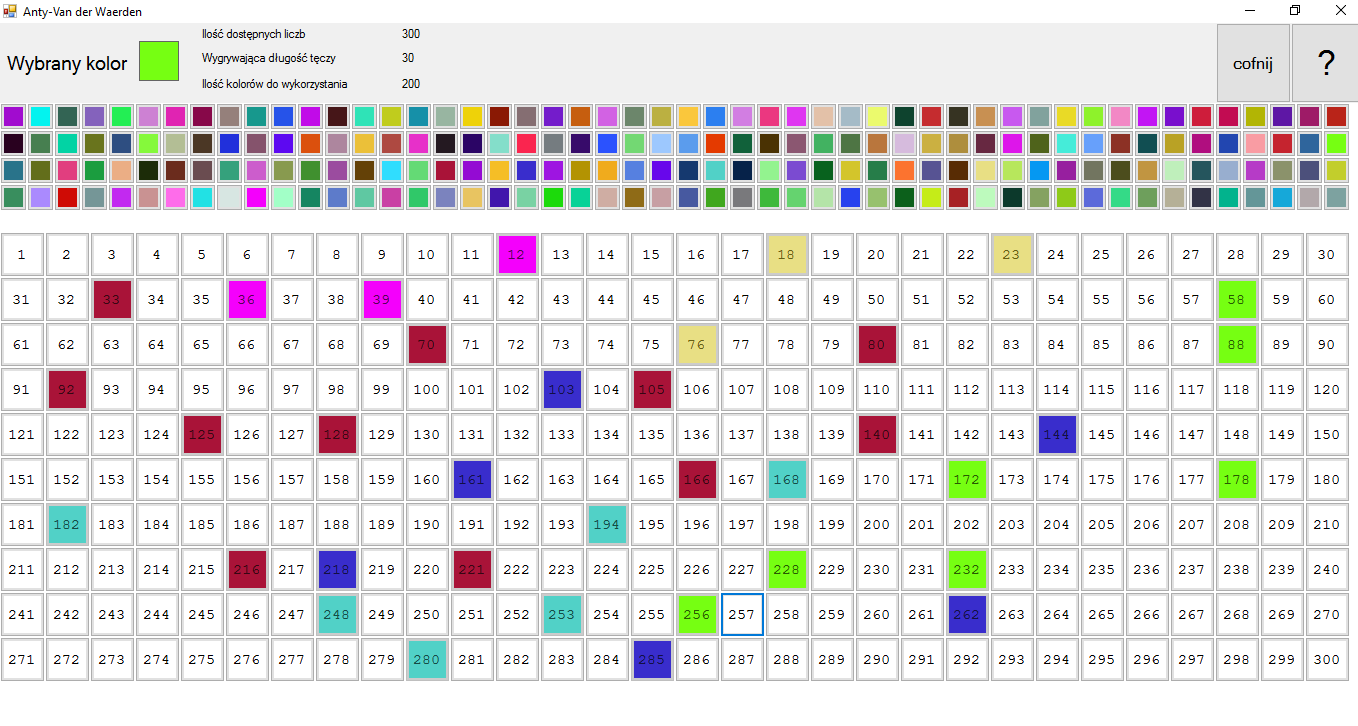 Anty-Van der Waerden
Wybrany kolor
Ilość dostępnych liczb 300
Wygrywająca długość tęczy 30
Ilość kolorów do wykorzystania 200
cofnij
?
1 2 3 4 5 6 7 8 9 10 11 12 13 14 15 16 17 18 19 20 21 22 23 24 25 26 27 28 29 30
31 32 33 34 35 36 37 38 39 40 41 42 43 44 45 46 47 48 49 50 51 52 53 54 55 56 57 58 59 60
61 62 63 64 65 66 67 68 69 70 71 72 73 74 75 76 77 78 79 80 81 82 83 84 85 86 87 88 89 90
91 92 93 94 95 96 97 98 99 100 101 102 103 104 105 106 107 108 109 110 111 112 113 114 115 116 117 118 119 120
121 122 123 124 125 126 127 128 129 130 131 132 133 134 135 136 137 138 139 140 141 142 143 144 145 146 147 148 149 150
151 152 153 154 155 156 157 158 159 160 161 162 163 164 165 166 167 168 169 170 171 172 173 174 175 176 177 178 179 180
181 182 183 184 185 186 187 188 189 190 191 192 193 194 195 196 197 198 199 200 201 202 203 204 205 206 207 208 209 210
211 212 213 214 215 216 217 218 219 220 221 222 223 224 225 226 227 228 229 230 231 232 233 234 235 236 237 238 239 240
241 242 243 244 245 246 247 248 249 250 251 252 253 254 255 256 257 258 259 260 261 262 263 264 265 266 267 268 269 270
271 272 273 274 275 276 277 278 279 280 281 282 283 284 285 286 287 288 289 290 291 292 293 294 295 296 297 298 299 300